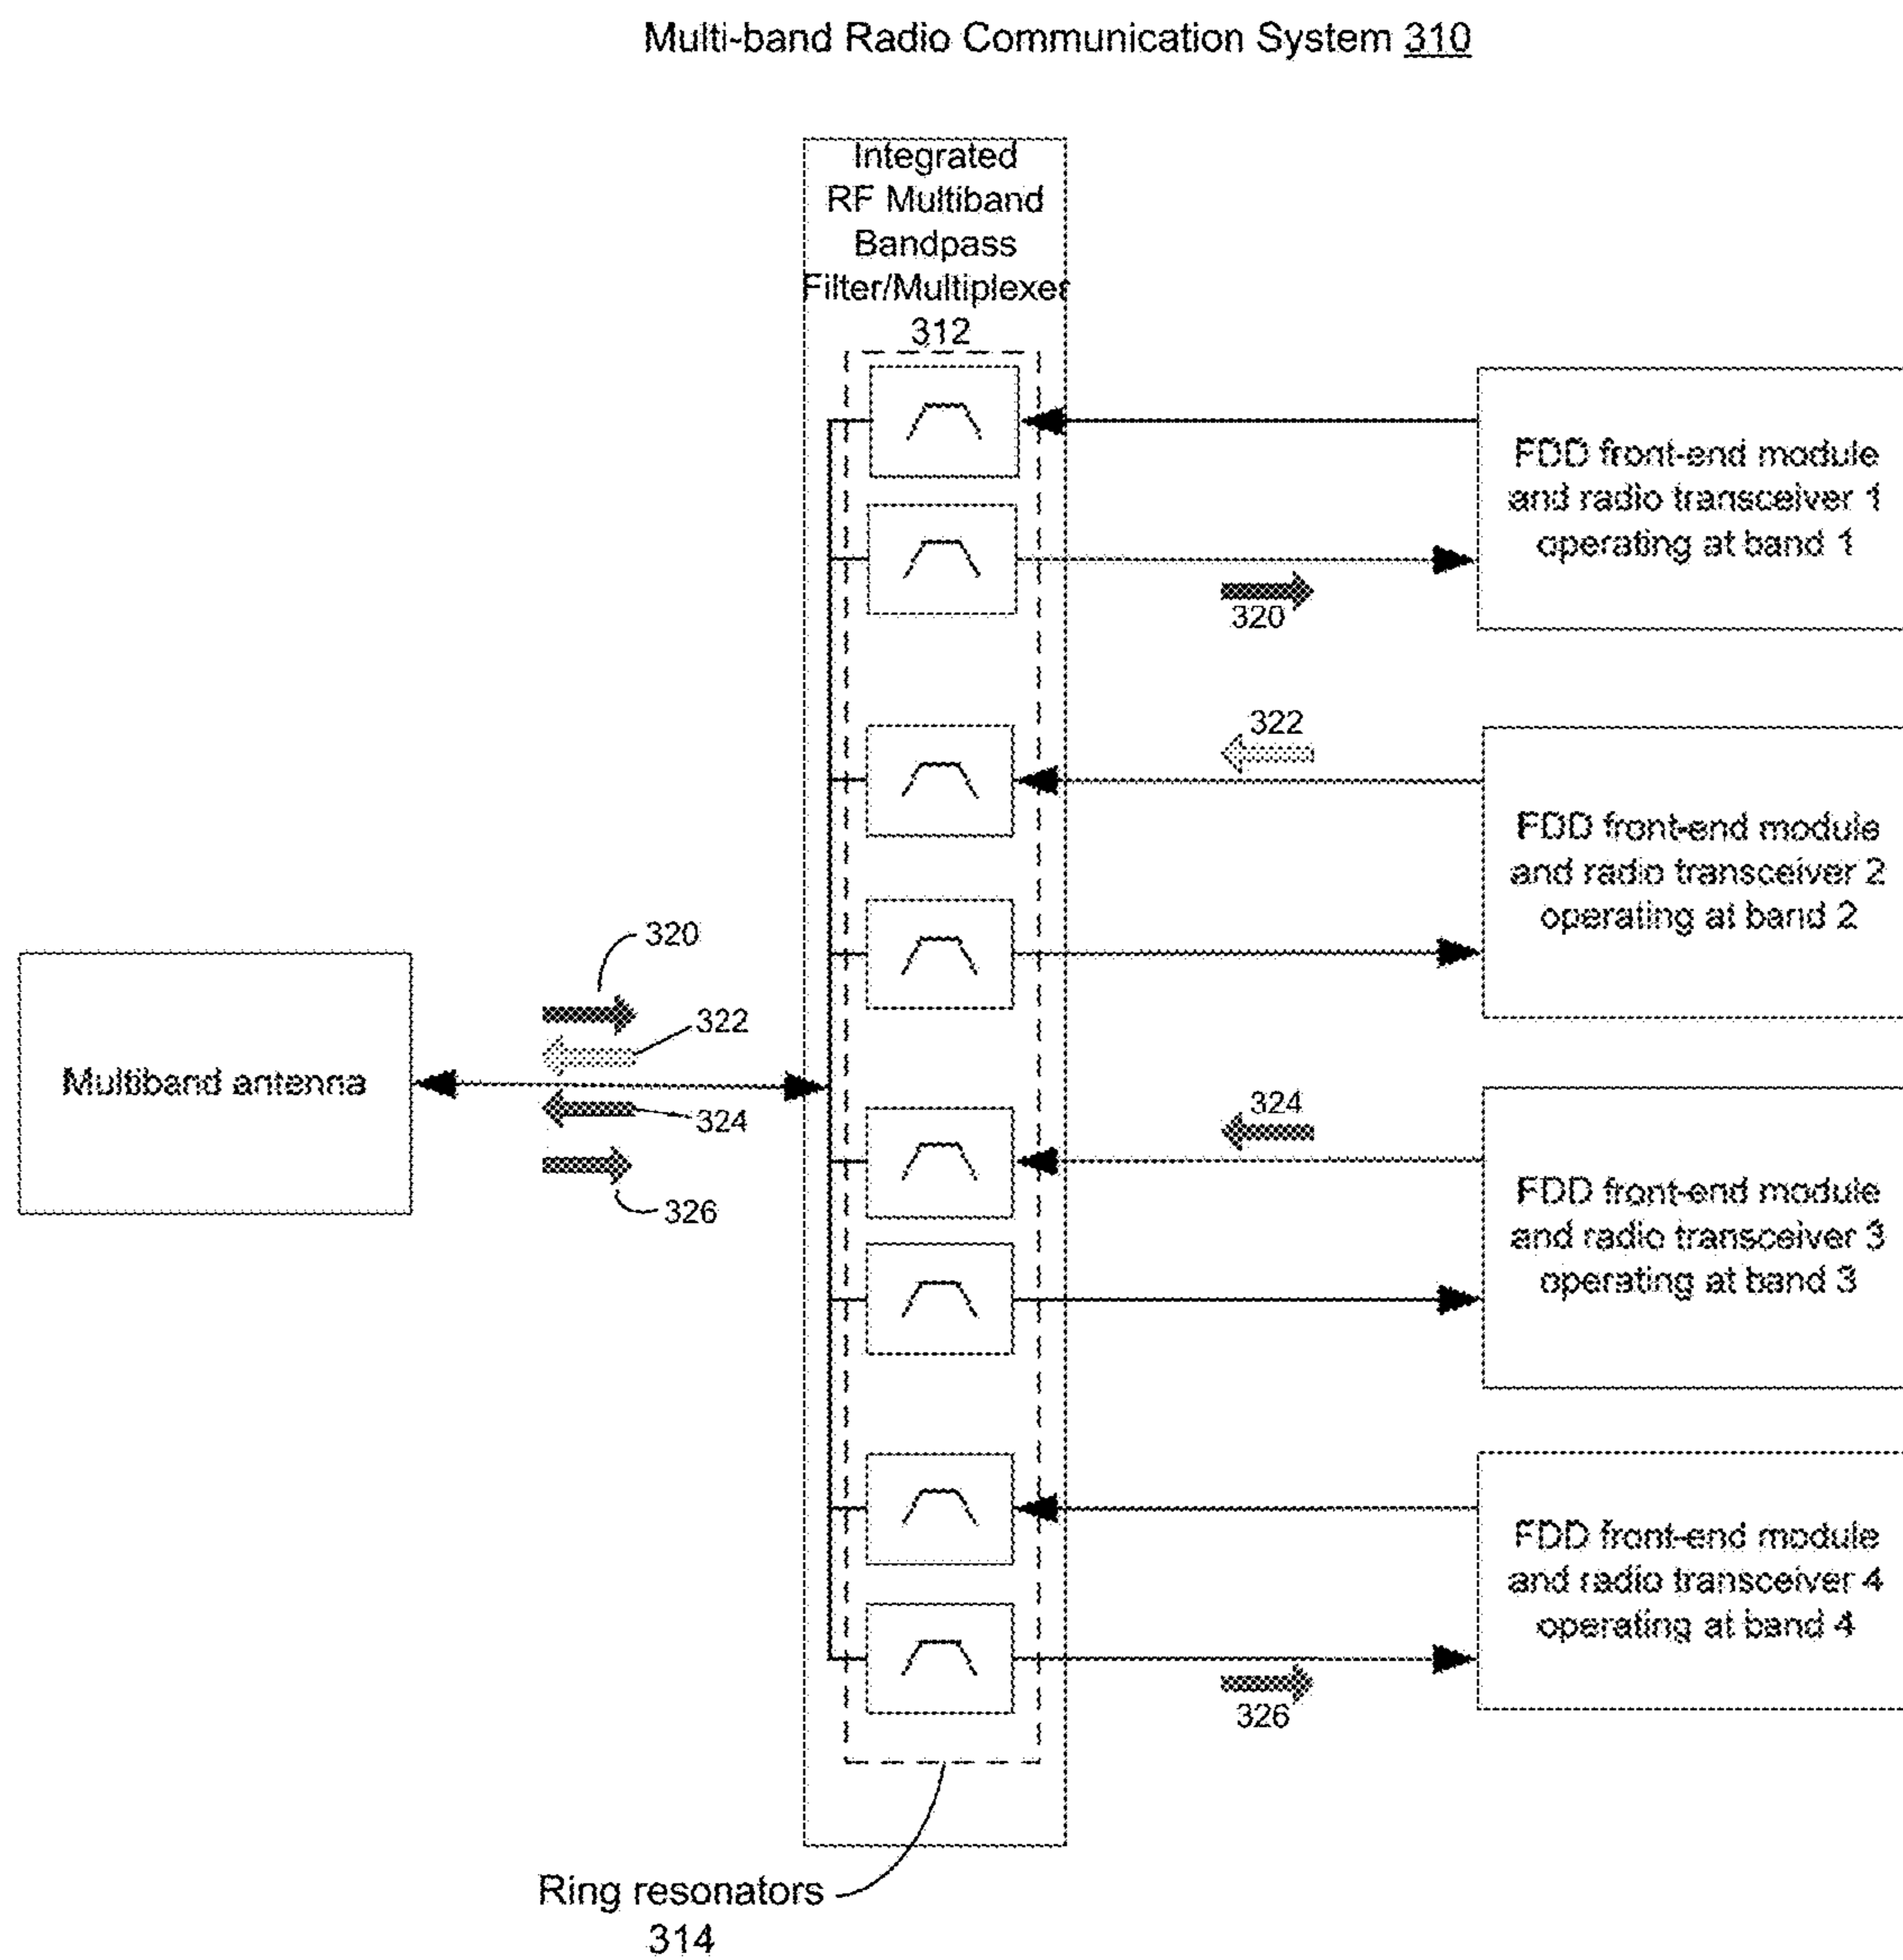 Multi-band Radio Communication System 310
Integrated
RF Multiband
Bandpass
Filter/Multiplexer
312
FDD front-end module
and radio transceiver 1
operating at band 1
320
322
FDD front-end module
and radio transceiver 2
operating at band 2
320
322
Multiband antenna
324
326
324
FDD front-end module
and radio transceiver 3
operating at band 3
FDD front-end module
and radio transceiver 4
operating at band 4
326
Ring resonators
314